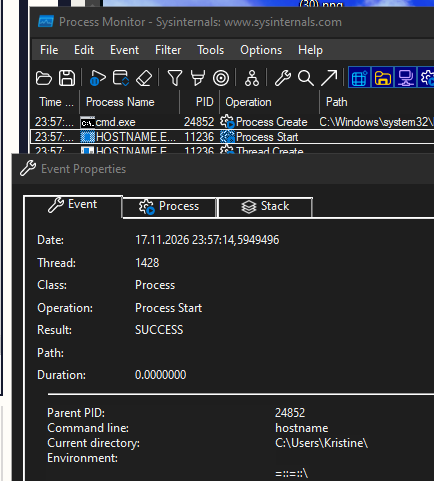 (30).png
Process Monitor - Sysinternals: www.sysinternals.com
File Edit Event Filter Tools Options Help
Time ... Process Name PID Operation Path
23:57:... cmd.exe 24852 Process Create C:\Windows\system32\
23:57:... HOSTNAME.E... 11236 Process Start
23:57:... HOSTNAME.E... 11236 Thread Create
Event Properties
Event Process Stack
Date: 17.11.2026 23:57:14,5949496
Thread: 1428
Class: Process
Operation: Process Start
Result: SUCCESS
Path:
Duration: 0.0000000
Parent PID: 24852
Command line: hostname
Current directory: C:\Users\Kristine\
Environment:
=::=::\